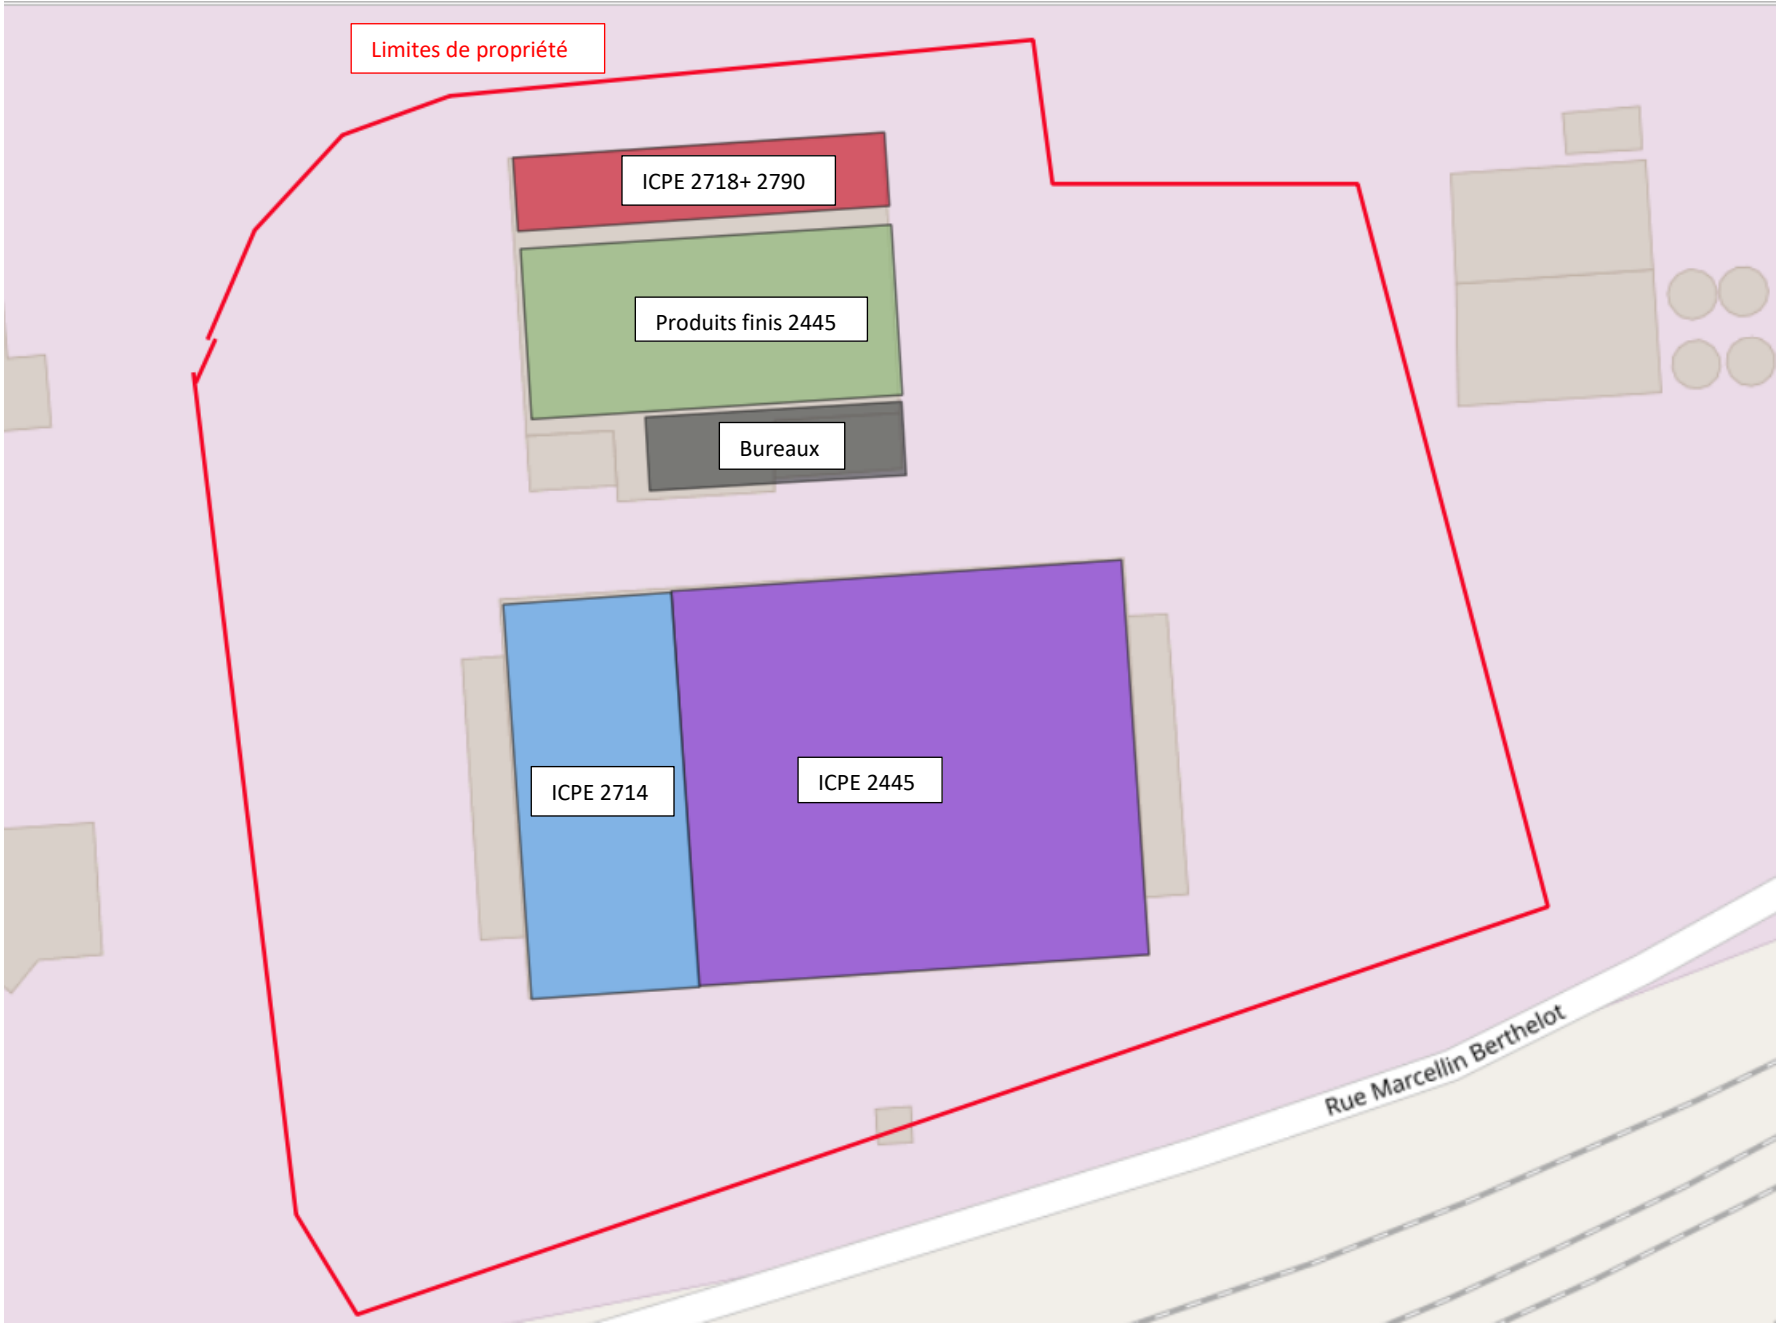 Limites de propriété
ICPE 2718+ 2790
Produits finis 2445
Bureaux
ICPE 2714
ICPE 2445
Rue Marcellin Berthelot